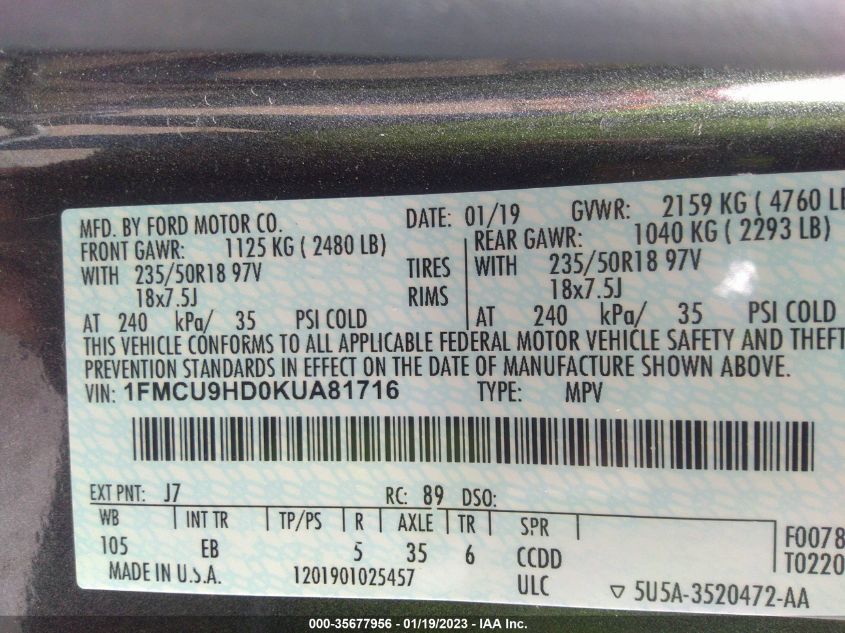 MFD. BY FORD MOTOR CO. DATE: 01/19 GVWR: 2159 KG ( 4760 LB
FRONT GAWR: 1125 KG ( 2480 LB) REAR GAWR: 1040 KG ( 2293 LB)
WITH 235/50R18 97V TIRES WITH 235/50R18 97V
18x7.5J RIMS 18x7.5J
AT 240 kPa/ 35 PSI COLD AT 240 kPa/ 35 PSI COLD
THIS VEHICLE CONFORMS TO ALL APPLICABLE FEDERAL MOTOR VEHICLE SAFETY AND THEFT
PREVENTION STANDARDS IN EFFECT ON THE DATE OF MANUFACTURE SHOWN ABOVE.
VIN: 1FMCU9HD0KUA81716 TYPE: MPV
EXT PNT: J7 RC: 89 DSO:
WB INT TR TP/PS R AXLE TR SPR F0078
105 EB 5 35 6 CCDD T0220
MADE IN U.S.A. 1201901025457 ULC ▽ 5U5A-3520472-AA
000-35677956 - 01/19/2023 - IAA Inc.